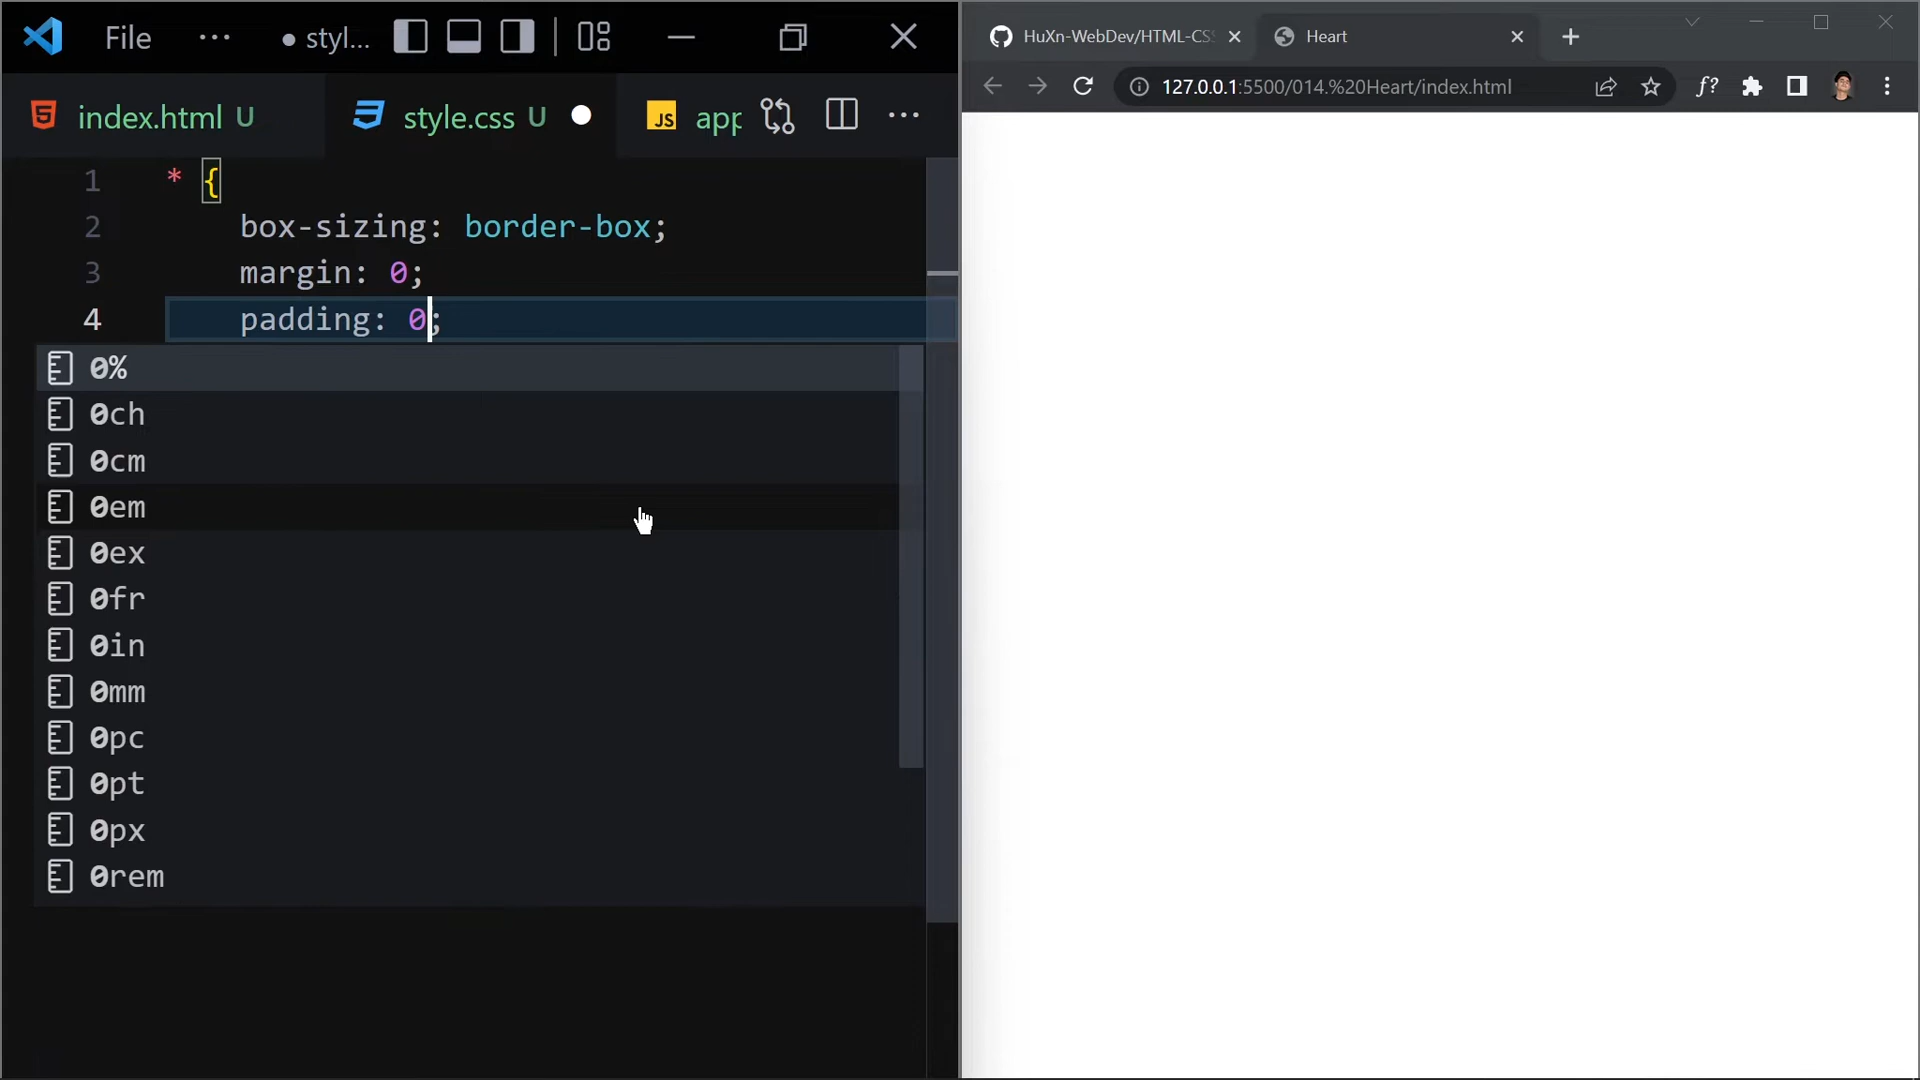 File ··· ● styl...
index.html U style.css U ● JS app ···
1 * {
2 box-sizing: border-box;
3 margin: 0;
4 padding: 0;
0%
0ch
0cm
0em
0ex
0fr
0in
0mm
0pc
0pt
0px
0rem
HuXn-WebDev/HTML-CS
Heart
127.0.0.1:5500/014.%20Heart/index.html
f?